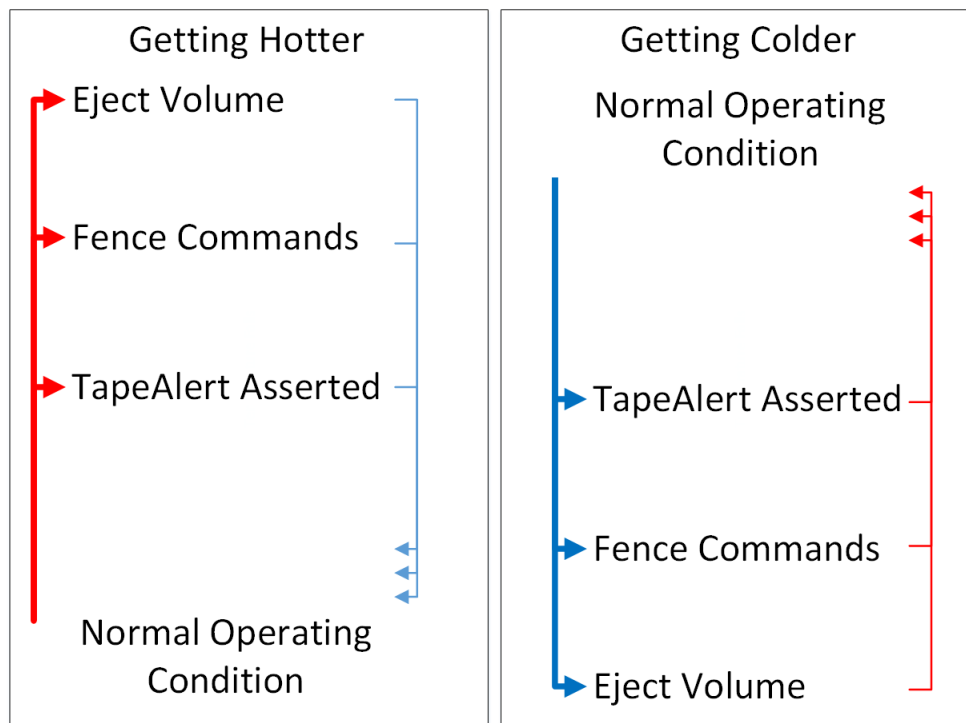 Getting Hotter
Eject Volume
Fence Commands
TapeAlert Asserted
Normal Operating
Condition
Getting Colder
Normal Operating
Condition
TapeAlert Asserted
Fence Commands
Eject Volume